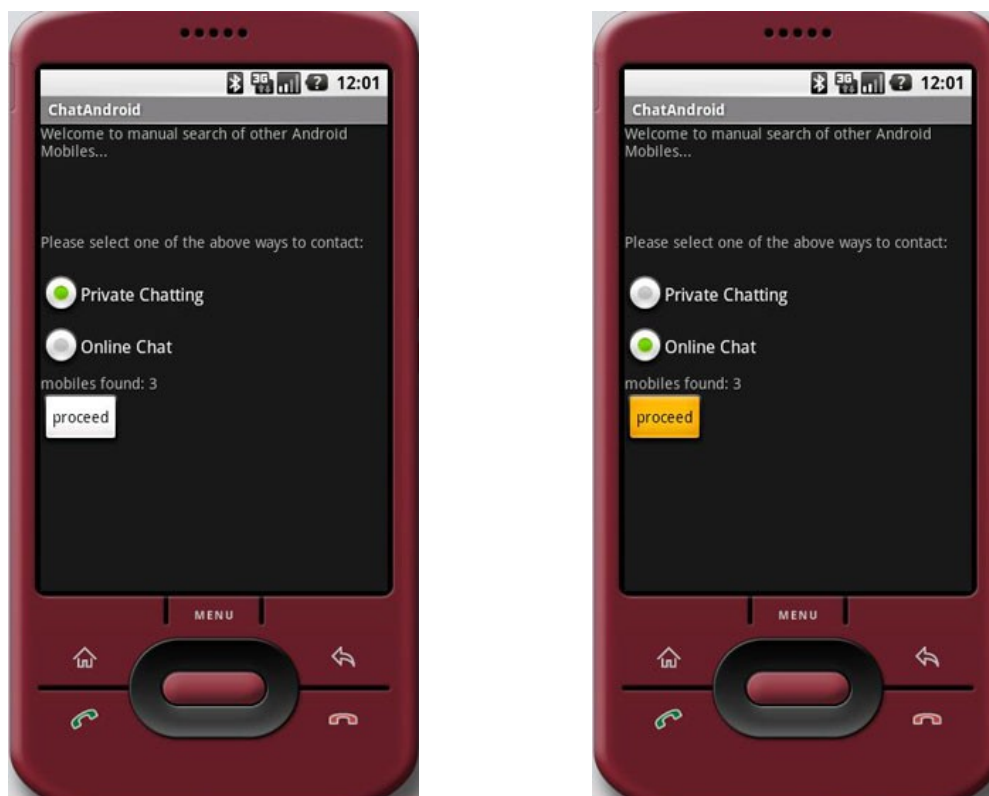 12:01
ChatAndroid
Welcome to manual search of other Android
Mobiles...
Please select one of the above ways to contact:
Private Chatting
Online Chat
mobiles found: 3
proceed
MENU
12:01
ChatAndroid
Welcome to manual search of other Android
Mobiles...
Please select one of the above ways to contact:
Private Chatting
Online Chat
mobiles found: 3
proceed
MENU